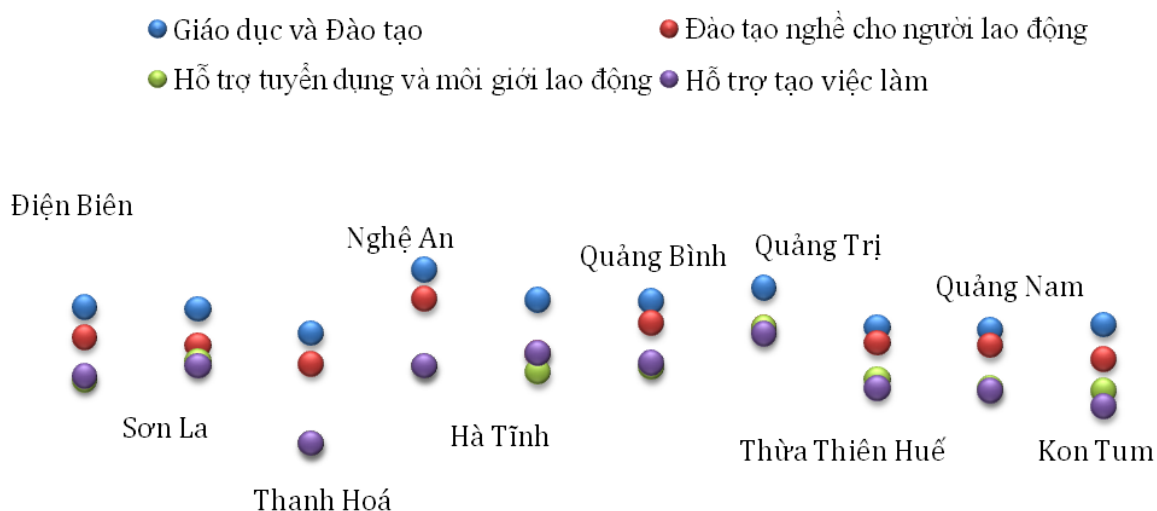 Giáo dục và Đào tạo
Đào tạo nghề cho người lao động
Hỗ trợ tuyển dụng và môi giới lao động
Hỗ trợ tạo việc làm
Điện Biên
Nghệ An
Quảng Bình
Quảng Trị
Quảng Nam
Sơn La
Hà Tĩnh
Thừa Thiên Huế
Kon Tum
Thanh Hoá